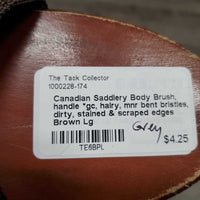 The Tack Collector
1000228-174
Canadian Saddlery Body Brush,
handle *gc, hairy, mnr bent bristles,
dirty, stained & scraped edges
Brown Lg
Grey
$4.25
TE6BPL